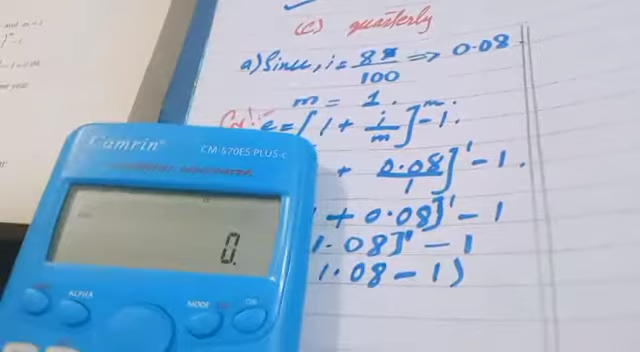 (c) quarterly
a) Since, i = 8% / 100 => 0.08
m = 1.
e = [1 + i/m]^m - 1.
+ 0.08/1]^1 - 1.
+ 0.08]^1 - 1
1.08]^1 - 1
1.08 - 1)
Camrin
CM-570ES PLUS-C
0.
ALPHA
MODE
ON